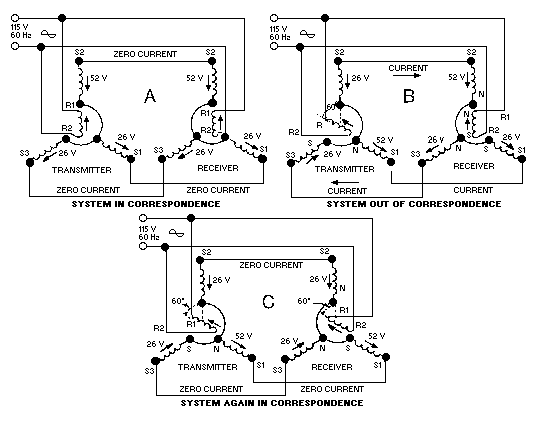 115 V
60 Hz
S2
S2
ZERO CURRENT
52 V
52 V
A
R1
R1
R2
R2
26 V
26 V
26 V
26 V
S3
S1
S3
S1
TRANSMITTER
RECEIVER
ZERO CURRENT
ZERO CURRENT
SYSTEM IN CORRESPONDENCE
115 V
60 Hz
R1
S2
S2
CURRENT
26 V
52 V
N
B
60°
R
N
R2
S
R2
S
N
S
26 V
52 V
26 V
26 V
S3
S1
S3
S1
TRANSMITTER
RECEIVER
CURRENT
CURRENT
SYSTEM OUT OF CORRESPONDENCE
115 V
60 Hz
S2
S2
ZERO CURRENT
26 V
26 V
N
C
60°
60°
R1
R1
R2
R2
S
N
N
S
26 V
52 V
26 V
52 V
S3
S1
S3
S1
TRANSMITTER
RECEIVER
ZERO CURRENT
ZERO CURRENT
SYSTEM AGAIN IN CORRESPONDENCE